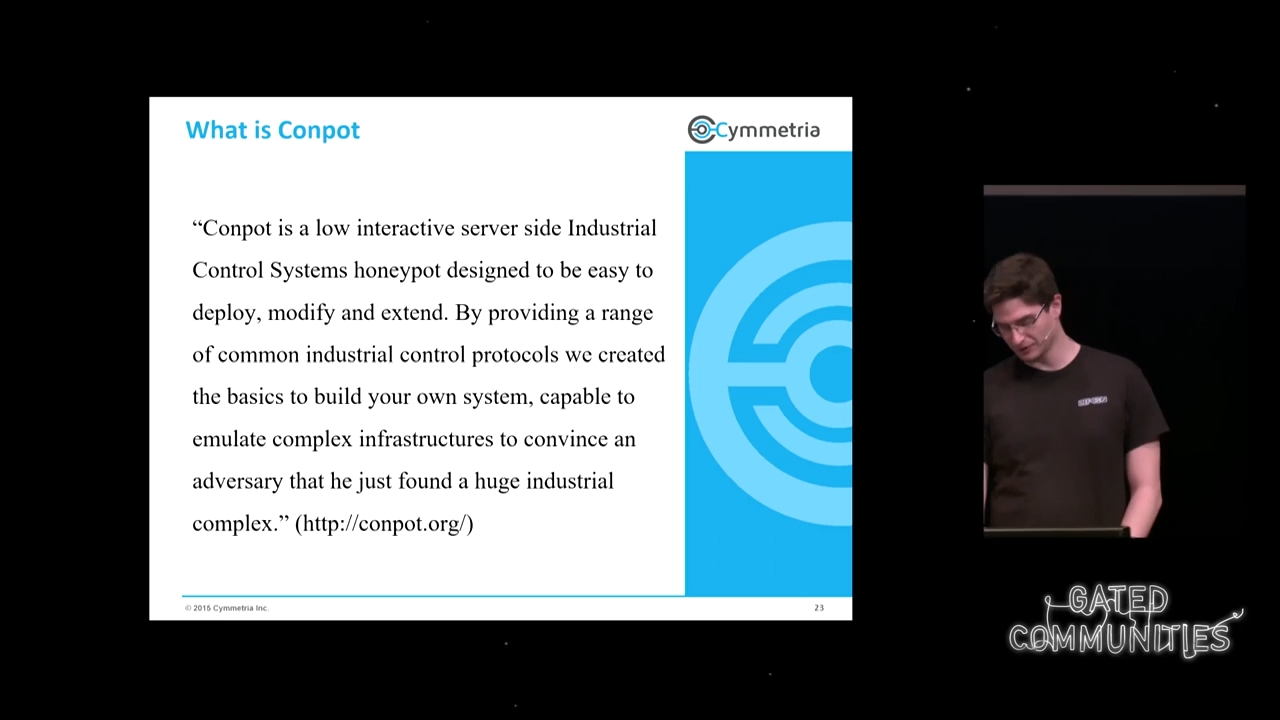 What is Conpot
Cymmetria
“Conpot is a low interactive server side Industrial
Control Systems honeypot designed to be easy to
deploy, modify and extend. By providing a range
of common industrial control protocols we created
the basics to build your own system, capable to
emulate complex infrastructures to convince an
adversary that he just found a huge industrial
complex.” (http://conpot.org/)
© 2015 Cymmetria Inc.
23
GATED
COMMUNITIES